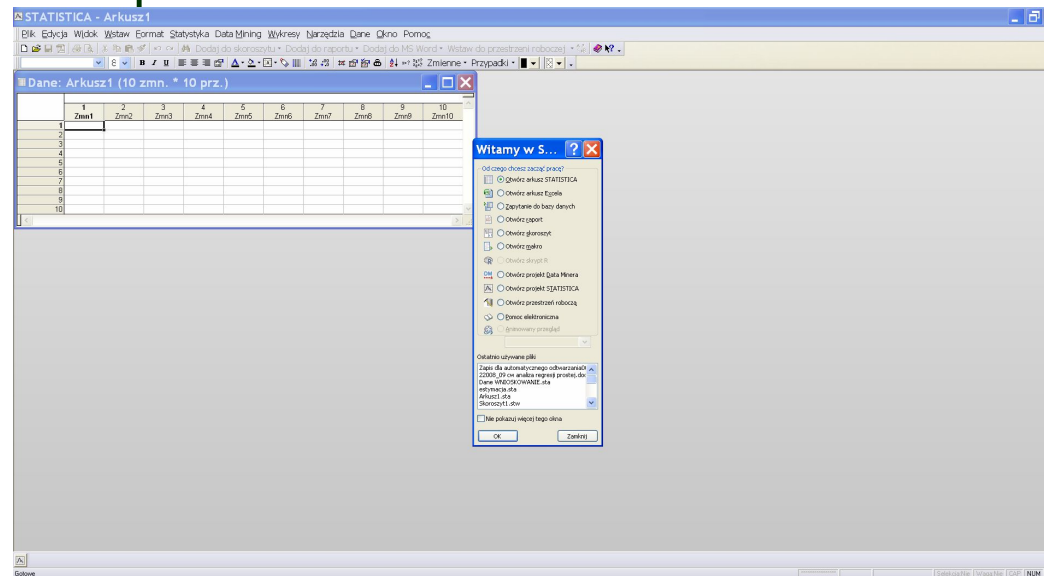 STATISTICA - Arkusz1
Plik Edycja Widok Wstaw Format Statystyka Data Mining Wykresy Narzędzia Dane Okno Pomoc
Dodaj do skoroszytu Dodaj do raportu Dodaj do MS Word Wstaw do przestrzeni roboczej
8 B I U Zmienne Przypadki
Dane: Arkusz1 (10 zmn. * 10 prz.)
1 2 3 4 5 6 7 8 9 10
Zmn1 Zmn2 Zmn3 Zmn4 Zmn5 Zmn6 Zmn7 Zmn8 Zmn9 Zmn10
1
2
3
4
5
6
7
8
9
10
Witamy w S...
Od czego chcesz zacząć pracę?
Otwórz arkusz STATISTICA
Otwórz arkusz Excela
Zapytanie do bazy danych
Otwórz raport
Otwórz skoroszyt
Otwórz makro
Otwórz skrypt R
Otwórz projekt Data Minera
Otwórz projekt STATISTICA
Otwórz przestrzeń roboczą
Pomoc elektroniczna
Animowany przegląd
Ostatnio używane pliki
Zapis dla automatycznego odtwarzania
22008_09 cw analiza regresji prostej.doc
Dane WNIOSKOWANIE.sta
estymacja.sta
Arkusz1.sta
Skoroszyt1.stw
Nie pokazuj więcej tego okna
OK Zamknij
Gotowe CAP NUM